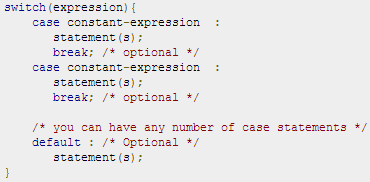 switch(expression){
    case constant-expression  :
       statement(s);
       break; /* optional */
    case constant-expression  :
       statement(s);
       break; /* optional */

    /* you can have any number of case statements */
    default : /* Optional */
       statement(s);
}